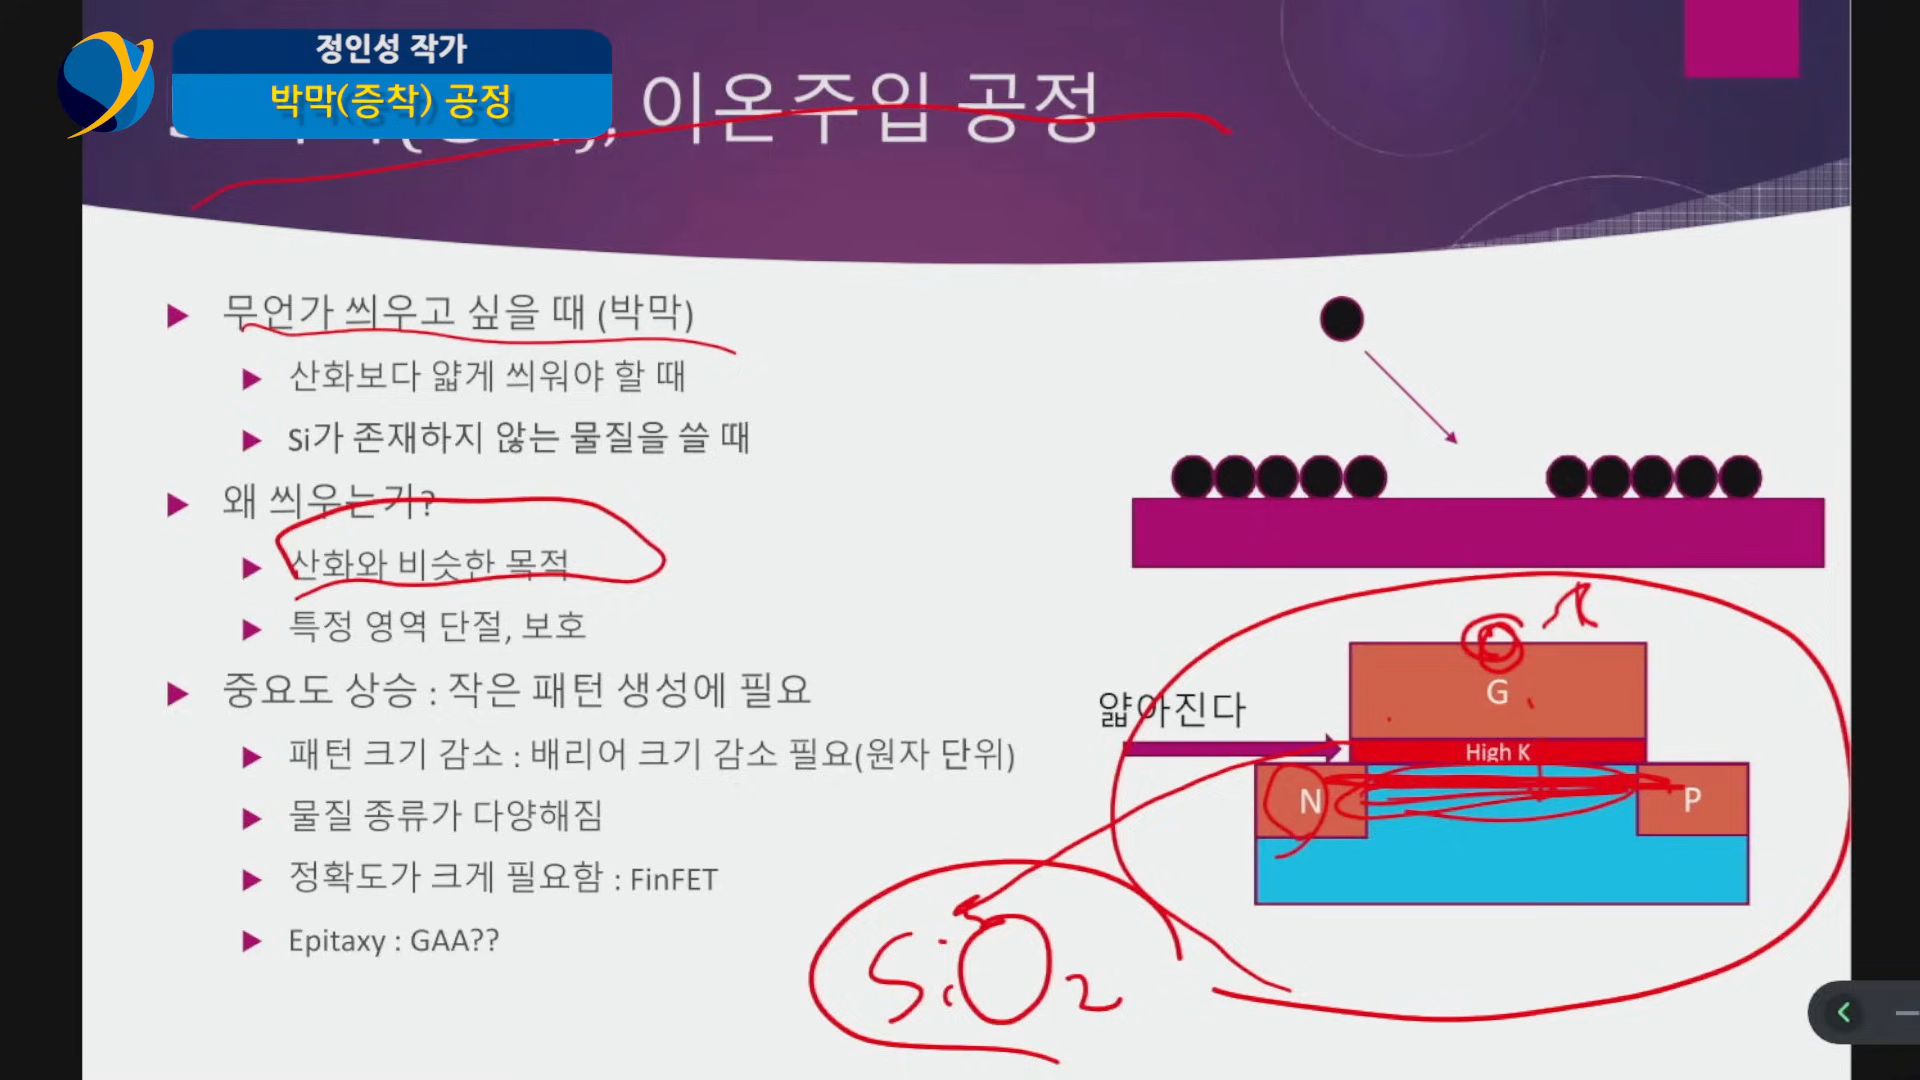 정인성 작가
박막(증착) 공정
이온주입 공정
무언가 씌우고 싶을 때 (박막)
산화보다 얇게 씌워야 할 때
Si가 존재하지 않는 물질을 쓸 때
왜 씌우는가?
산화와 비슷한 목적
특정 영역 단절, 보호
중요도 상승 : 작은 패턴 생성에 필요
패턴 크기 감소 : 배리어 크기 감소 필요(원자 단위)
물질 종류가 다양해짐
정확도가 크게 필요함 : FinFET
Epitaxy : GAA??
얇아진다
G
High K
N
P
SiO2